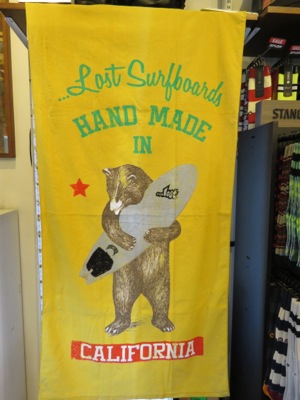 ...Lost Surfboards
HAND MADE
IN
CALIFORNIA